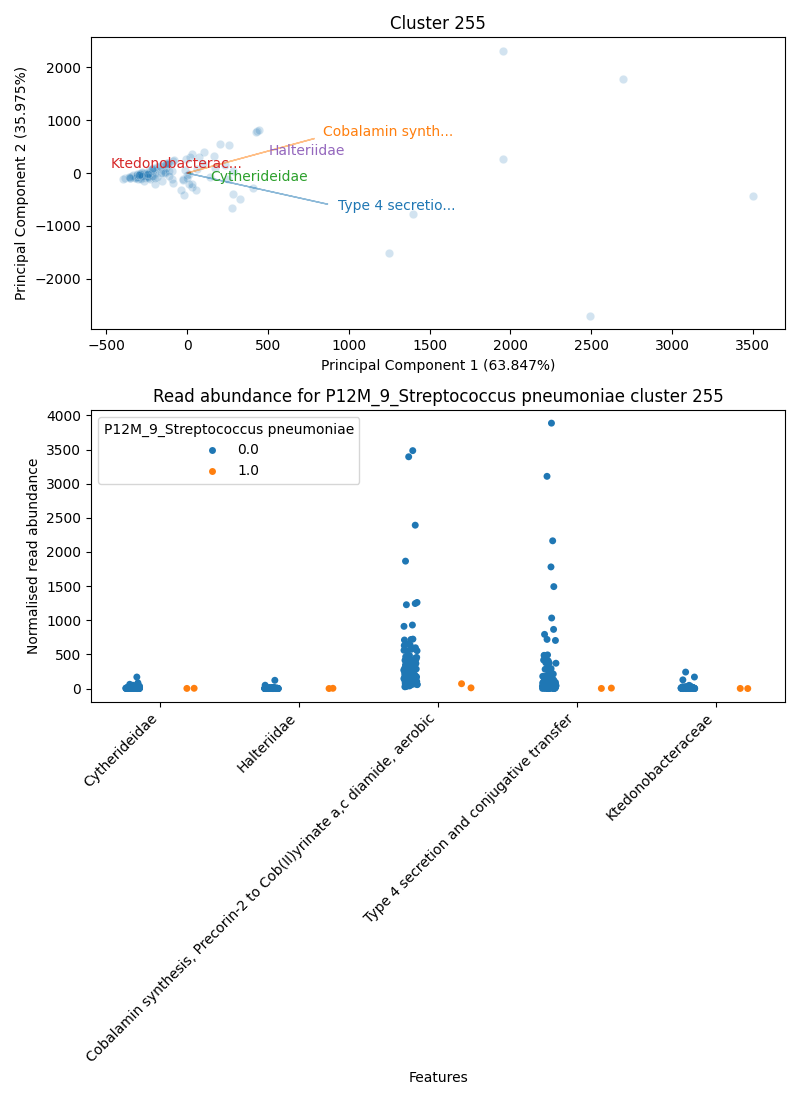 Cluster 255
2000
1000
0
−1000
−2000
Principal Component 2 (35.975%)
Cobalamin synth...
Halteriidae
Ktedonobacterac...
Cytherideidae
Type 4 secretio...
−500
0
500
1000
1500
2000
2500
3000
3500
Principal Component 1 (63.847%)
Read abundance for P12M_9_Streptococcus pneumoniae cluster 255
4000
3500
3000
2500
2000
1500
1000
500
0
Normalised read abundance
P12M_9_Streptococcus pneumoniae
0.0
1.0
Cytherideidae
Halteriidae
Cobalamin synthesis, Precorin-2 to Cob(II)yrinate a,c diamide, aerobic
Type 4 secretion and conjugative transfer
Ktedonobacteraceae
Features